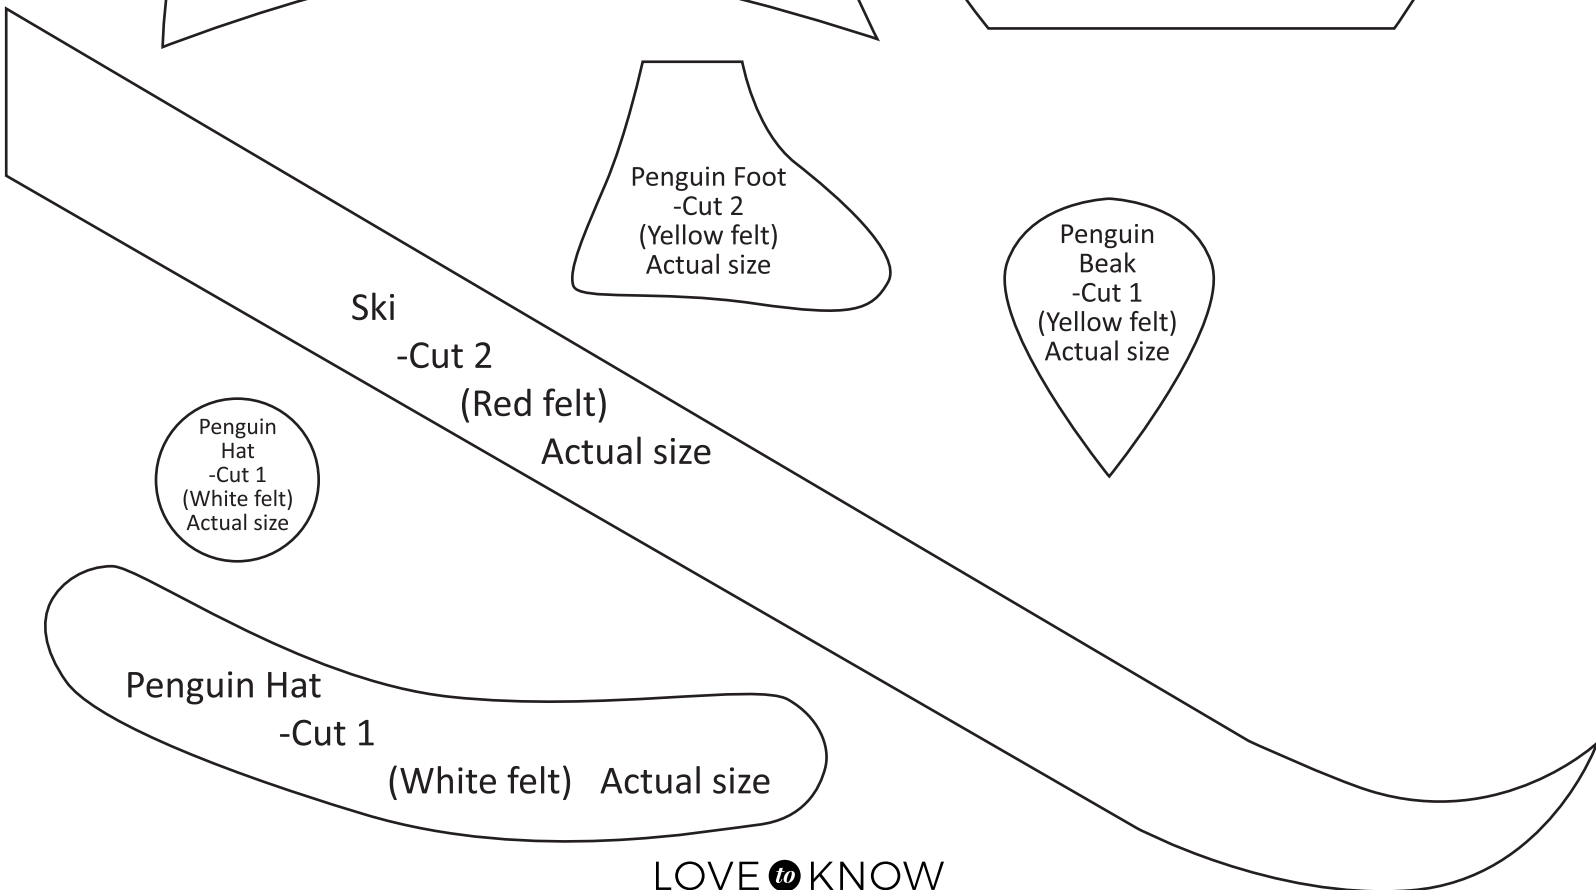 Penguin Foot
-Cut 2
(Yellow felt)
Actual size
Penguin
Beak
-Cut 1
(Yellow felt)
Actual size
Ski
-Cut 2
(Red felt)
Actual size
Penguin
Hat
-Cut 1
(White felt)
Actual size
Penguin Hat
-Cut 1
(White felt) Actual size
LOVE to KNOW